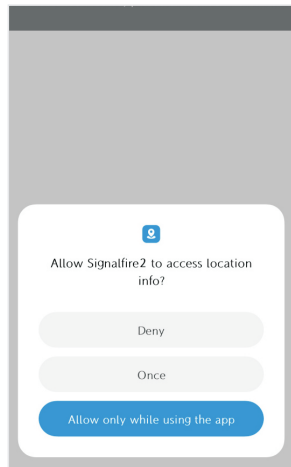 Allow Signalfire2 to access location
info?
Deny
Once
Allow only while using the app